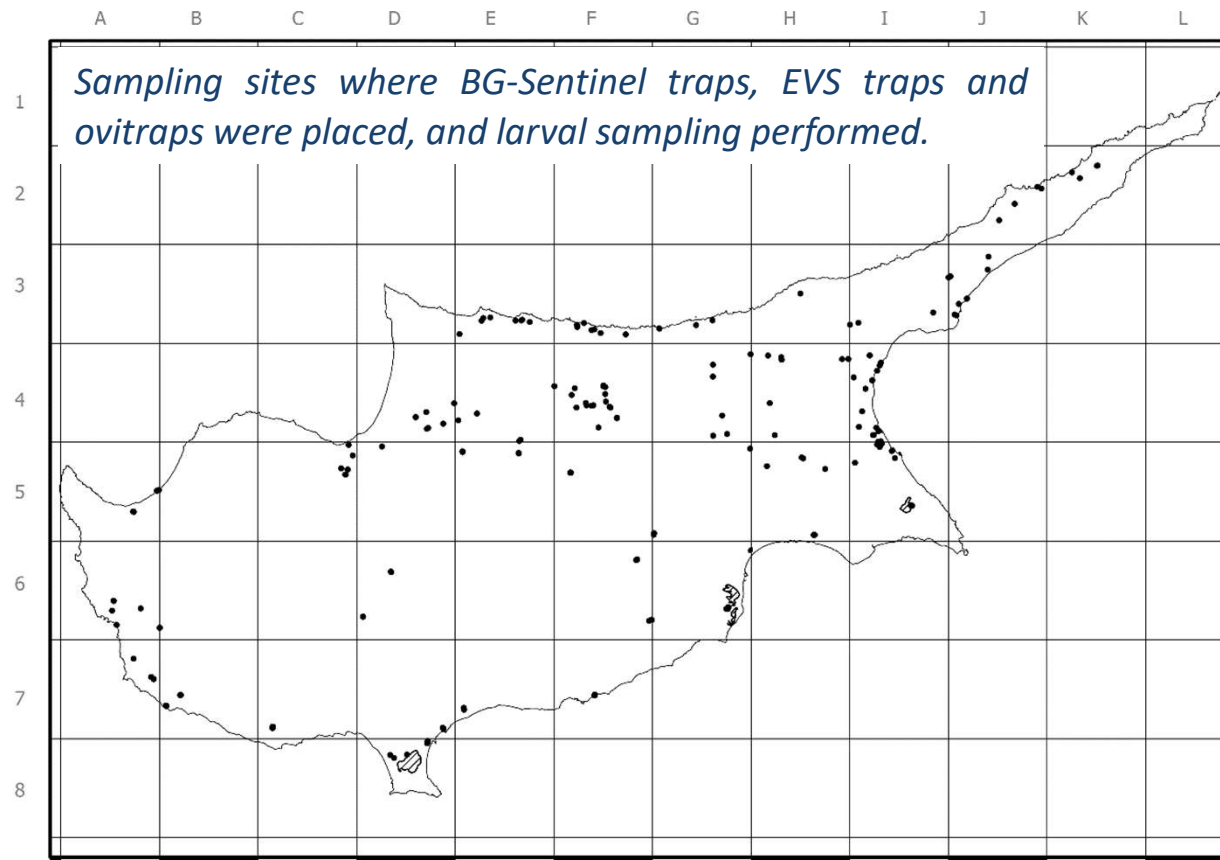 A B C D E F G H I J K L
Sampling sites where BG-Sentinel traps, EVS traps and
ovitraps were placed, and larval sampling performed.
1
2
3
4
5
6
7
8